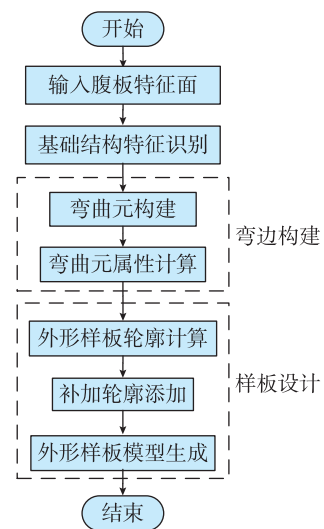 开始
输入腹板特征面
基础结构特征识别
弯曲元构建
弯边构建
弯曲元属性计算
外形样板轮廓计算
补加轮廓添加
样板设计
外形样板模型生成
结束